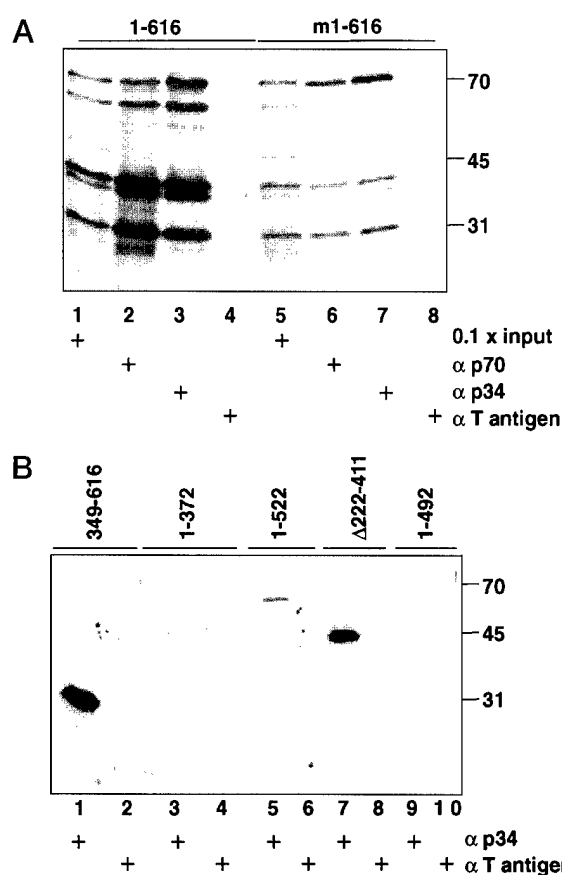 A
1-616 m1-616
70
45
31
1 2 3 4 5 6 7 8
+ + 0.1 x input
+ + α p70
+ + α p34
+ + α T antigen
B
349-616 1-372 1-522 Δ222-411 1-492
70
45
31
1 2 3 4 5 6 7 8 9 10
+ + + + + α p34
+ + + + + α T antigen